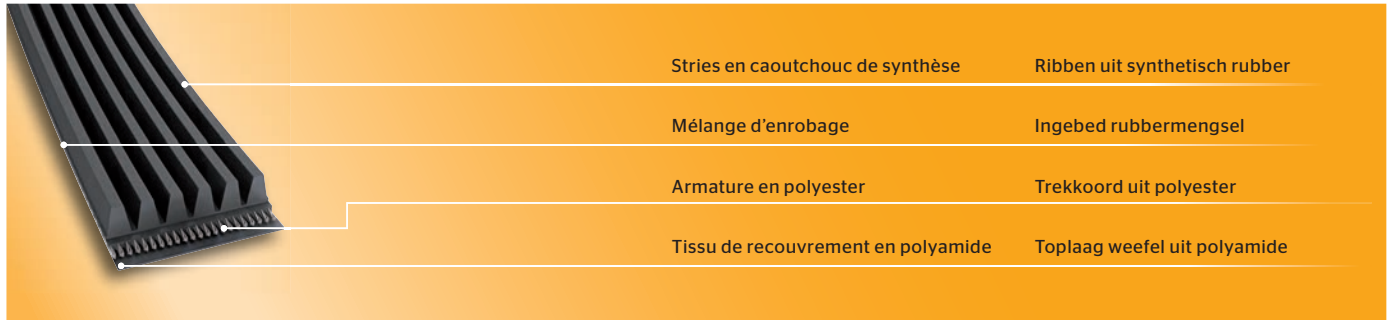 Stries en caoutchouc de synthèse Ribben uit synthetisch rubber
Mélange d'enrobage Ingebed rubbermengsel
Armature en polyester Trekkoord uit polyester
Tissu de recouvrement en polyamide Toplaag weefel uit polyamide